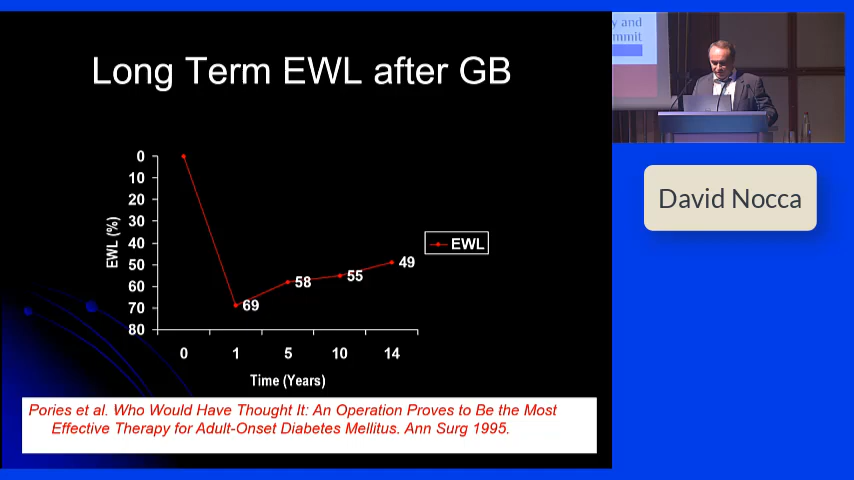 Long Term EWL after GB
0
10
20
30
40
50
60
70
80
EWL (%)
69
58
55
49
EWL
0 1 5 10 14
Time (Years)
Pories et al. Who Would Have Thought It: An Operation Proves to Be the Most
Effective Therapy for Adult-Onset Diabetes Mellitus. Ann Surg 1995.
y and
mmit
David Nocca